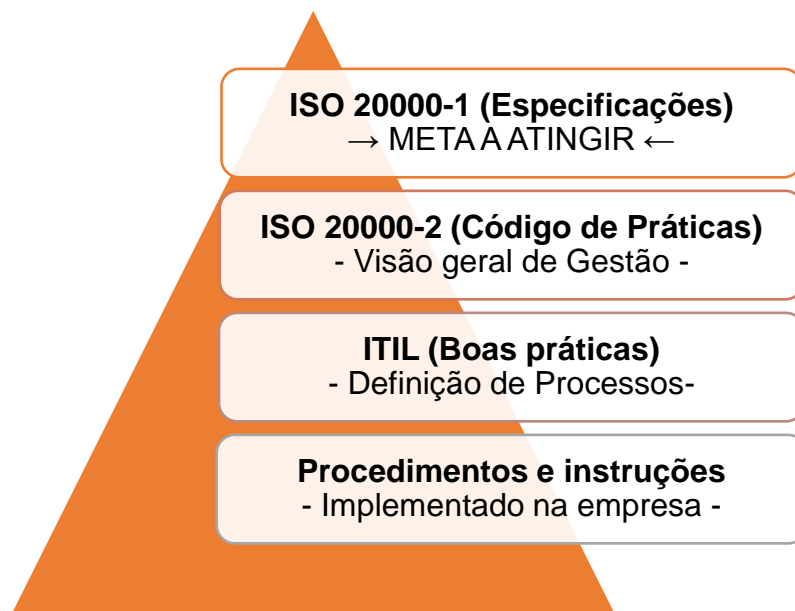 ISO 20000-1 (Especificações)
→ META A ATINGIR ←
ISO 20000-2 (Código de Práticas)
- Visão geral de Gestão -
ITIL (Boas práticas)
- Definição de Processos-
Procedimentos e instruções
- Implementado na empresa -